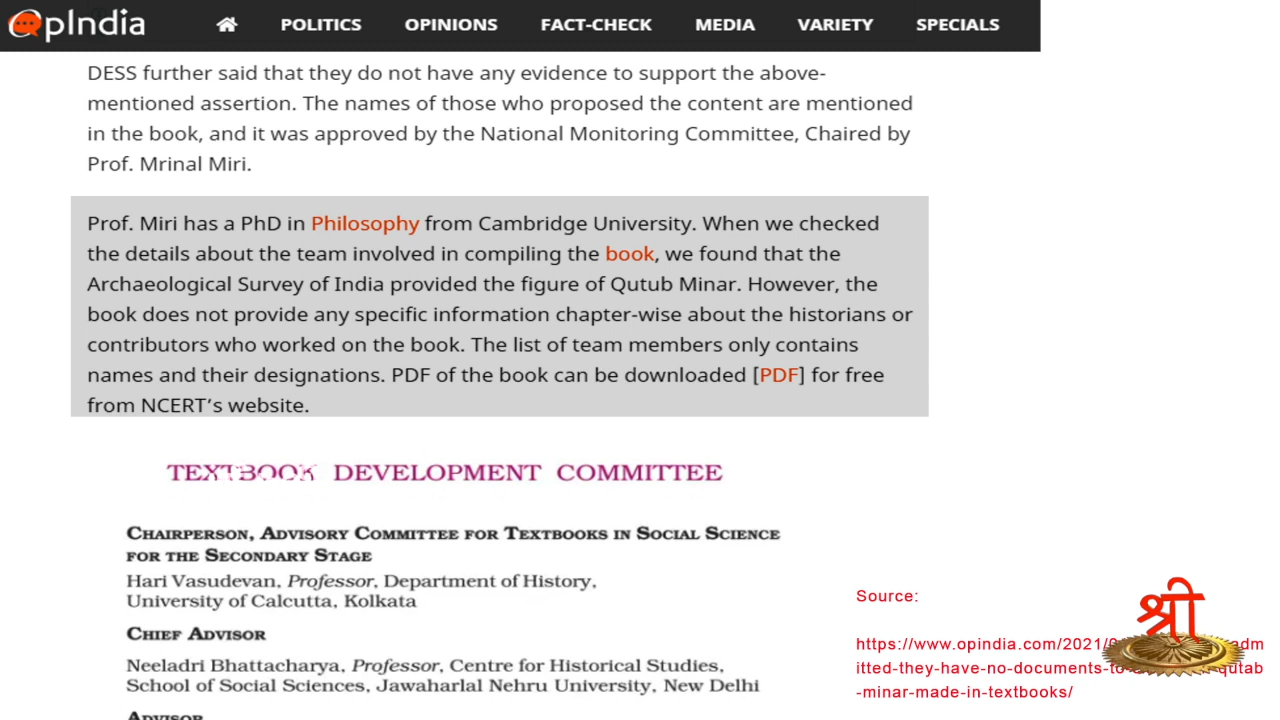 OpIndia
POLITICS OPINIONS FACT-CHECK MEDIA VARIETY SPECIALS
DESS further said that they do not have any evidence to support the above-
mentioned assertion. The names of those who proposed the content are mentioned
in the book, and it was approved by the National Monitoring Committee, Chaired by
Prof. Mrinal Miri.
Prof. Miri has a PhD in Philosophy from Cambridge University. When we checked
the details about the team involved in compiling the book, we found that the
Archaeological Survey of India provided the figure of Qutub Minar. However, the
book does not provide any specific information chapter-wise about the historians or
contributors who worked on the book. The list of team members only contains
names and their designations. PDF of the book can be downloaded [PDF] for free
from NCERT's website.
TEXTBOOK DEVELOPMENT COMMITTEE
CHAIRPERSON, ADVISORY COMMITTEE FOR TEXTBOOKS IN SOCIAL SCIENCE
FOR THE SECONDARY STAGE
Hari Vasudevan, Professor, Department of History,
University of Calcutta, Kolkata
CHIEF ADVISOR
Neeladri Bhattacharya, Professor, Centre for Historical Studies,
School of Social Sciences, Jawaharlal Nehru University, New Delhi
ADVISOR
Source:
https://www.opindia.com/2021/ adm
itted-they-have-no-documents-to qutab
-minar-made-in-textbooks/
श्री